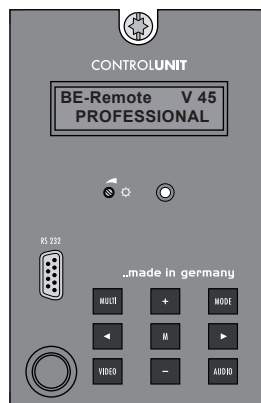 CONTROLUNIT
BE-Remote V 45
PROFESSIONAL
RS 232
..made in germany
MULTI + MODE
◄ M ►
VIDEO − AUDIO